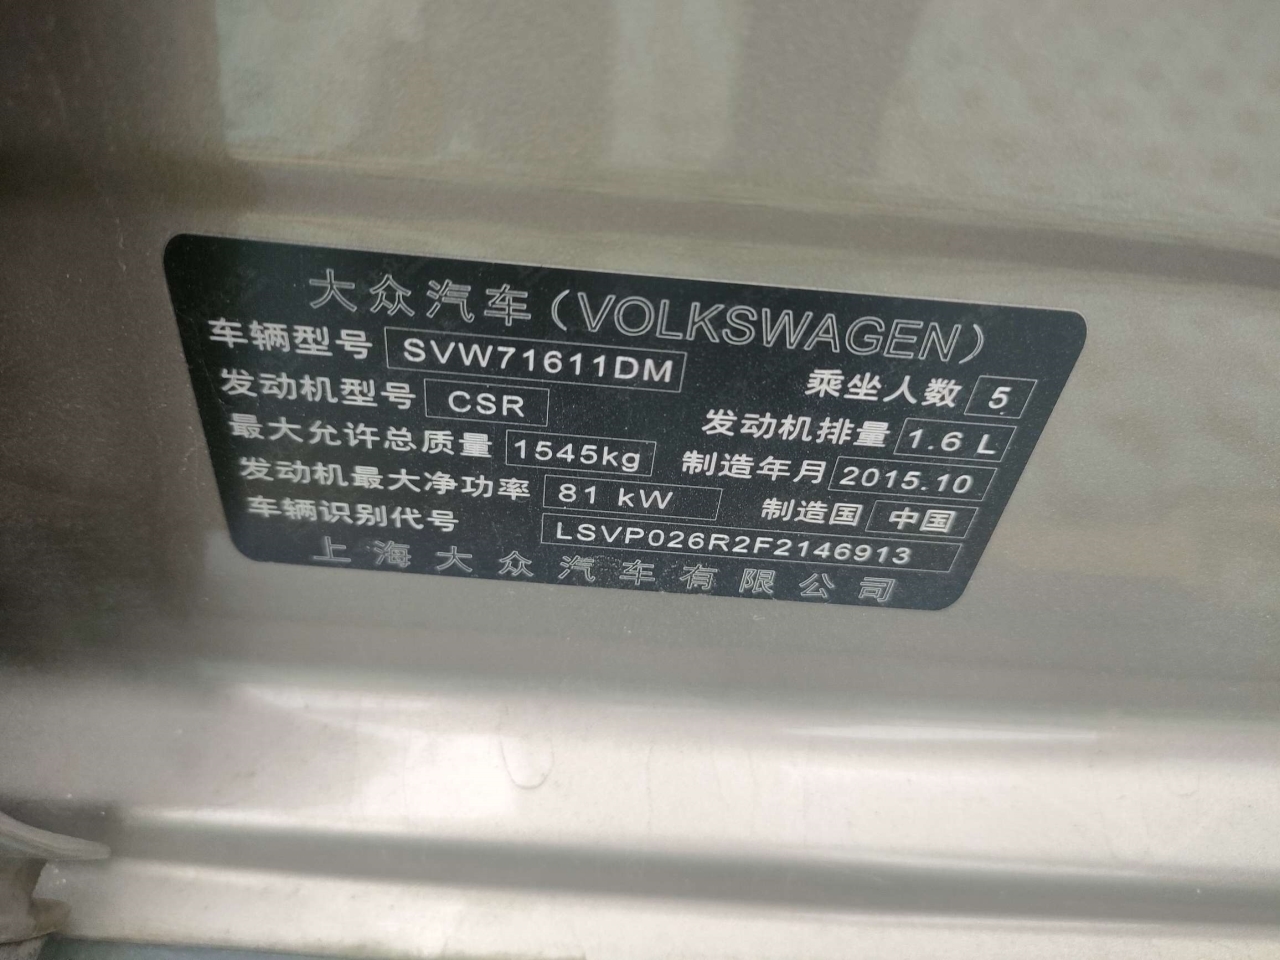 大众汽车(VOLKSWAGEN)
车辆型号 SVW71611DM 乘坐人数 5
发动机型号 CSR 发动机排量 1.6 L
最大允许总质量 1545kg 制造年月 2015.10
发动机最大净功率 81 kW 制造国 中国
车辆识别代号 LSVP026R2F2146913
上海大众汽车有限公司